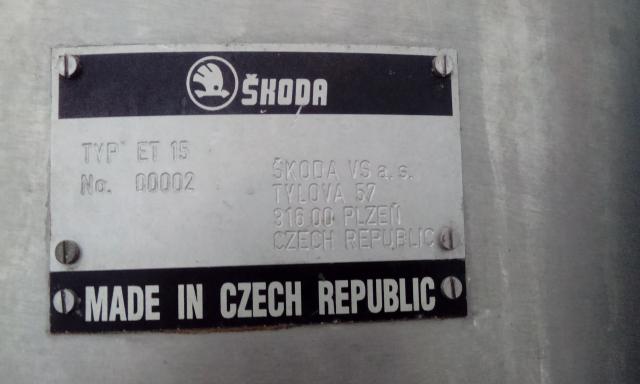 ŠKODA
TYP ET 15
No. 00002
ŠKODA VS a.s.
TYLOVA 57
316 00 PLZEŇ
CZECH REPUBLIC
MADE IN CZECH REPUBLIC